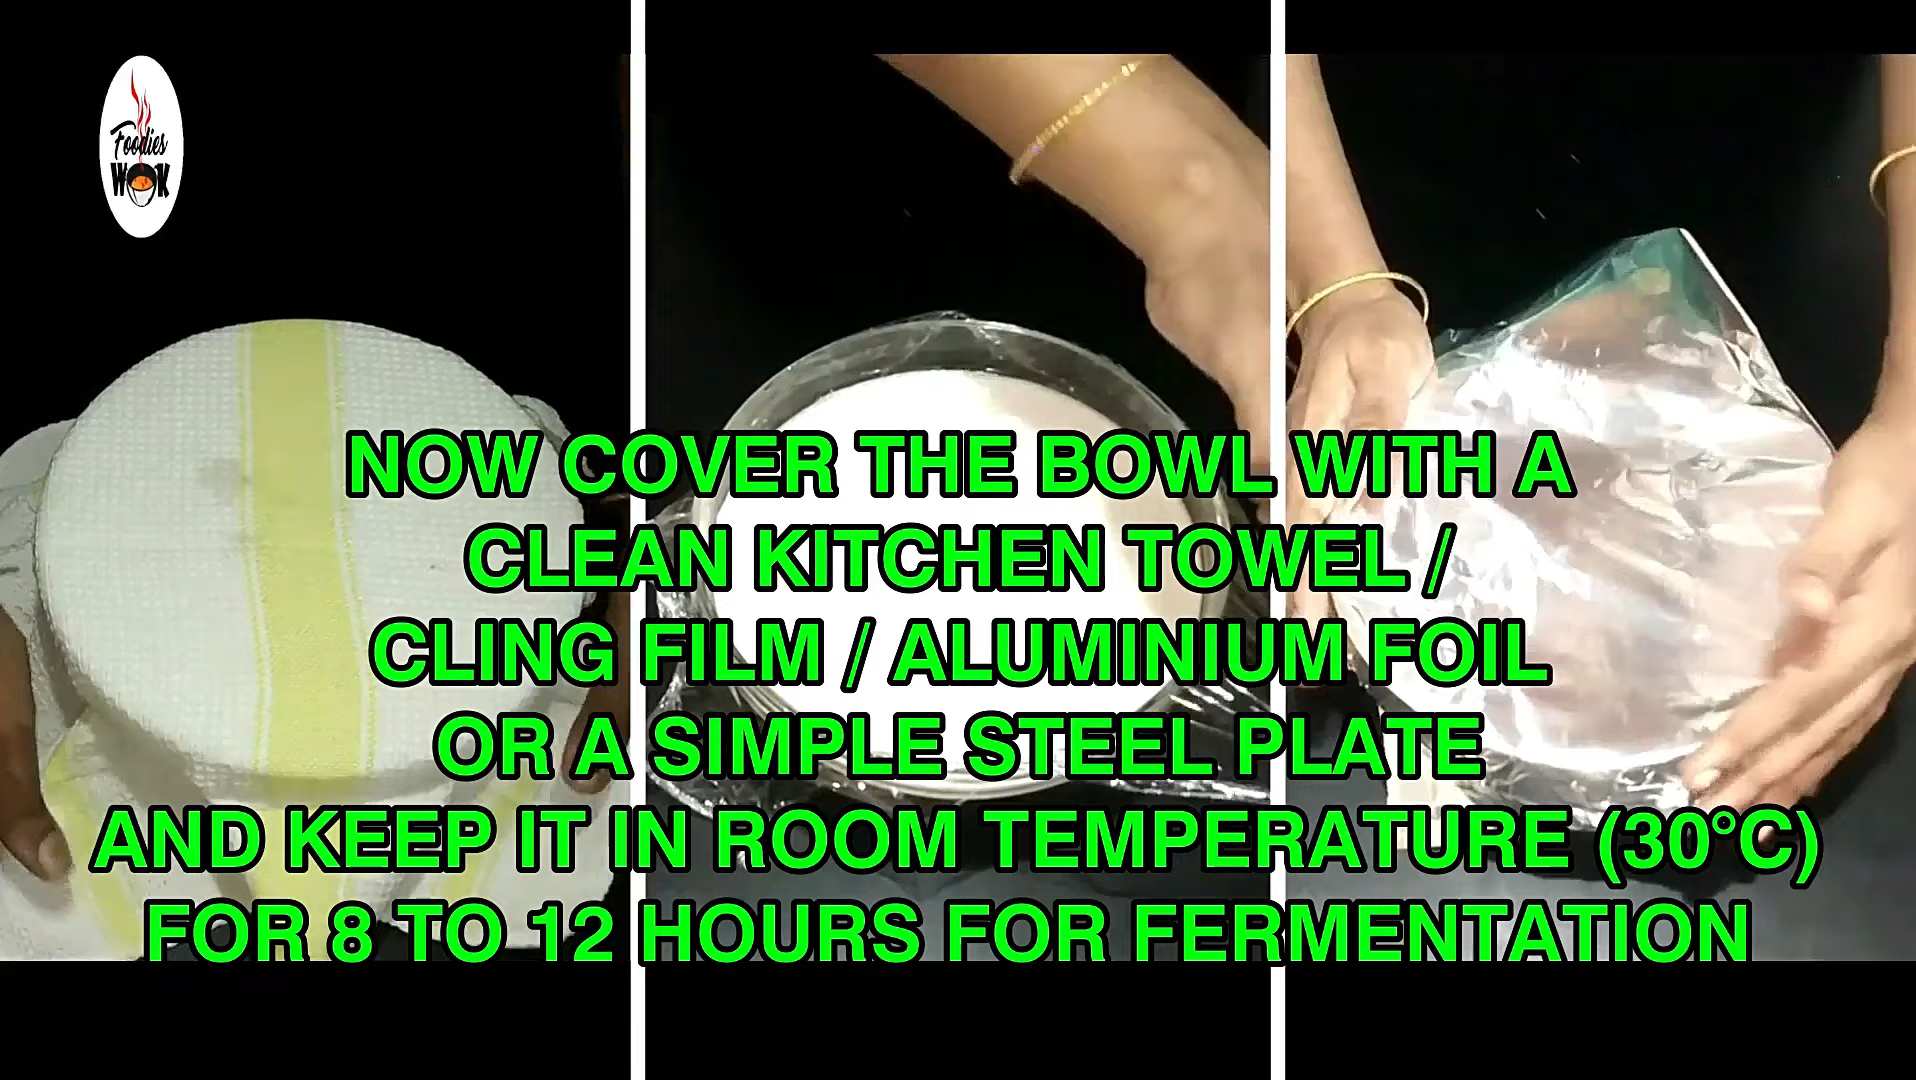 Foodies
WOK
NOW COVER THE BOWL WITH A
CLEAN KITCHEN TOWEL /
CLING FILM / ALUMINIUM FOIL
OR A SIMPLE STEEL PLATE
AND KEEP IT IN ROOM TEMPERATURE (30°C)
FOR 8 TO 12 HOURS FOR FERMENTATION